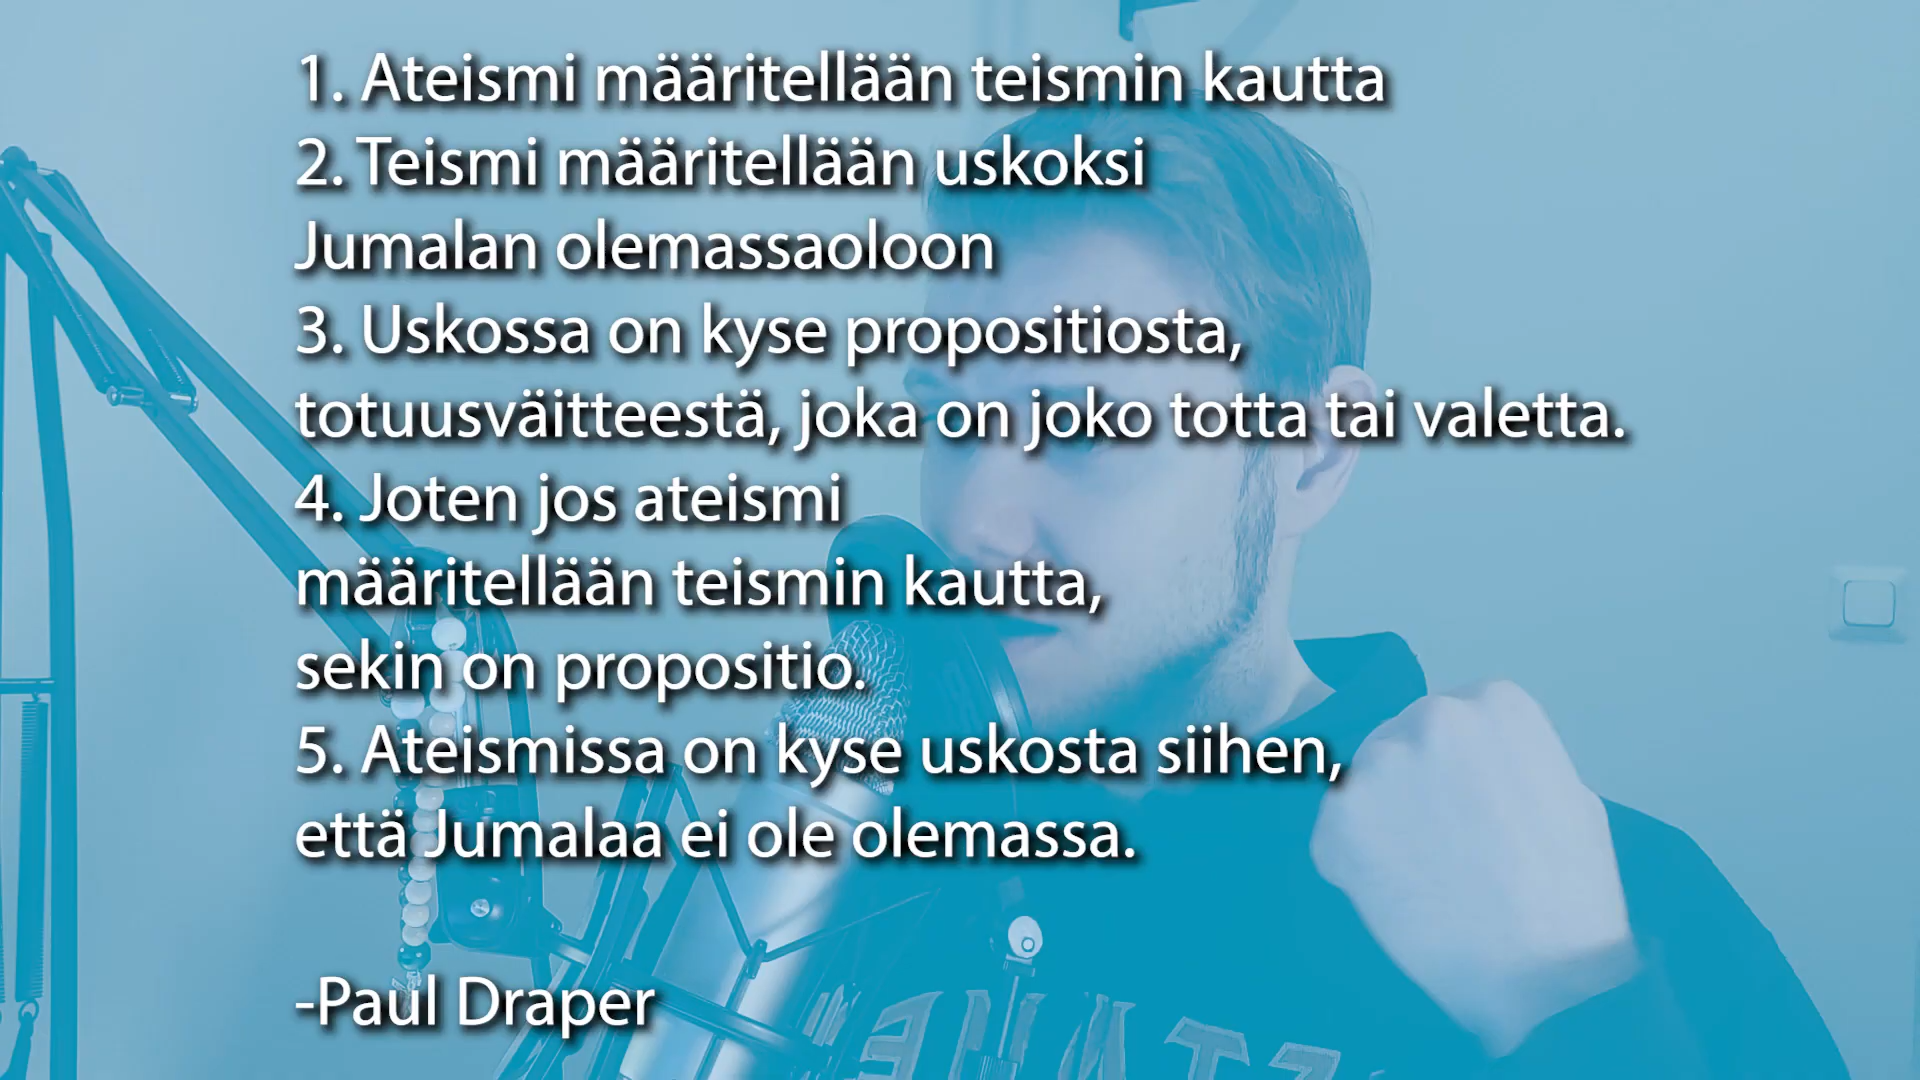 1. Ateismi määritellään teismin kautta
2. Teismi määritellään uskoksi
Jumalan olemassaoloon
3. Uskossa on kyse propositiosta,
totuusväitteestä, joka on joko totta tai valetta.
4. Joten jos ateismi
määritellään teismin kautta,
sekin on propositio.
5. Ateismissa on kyse uskosta siihen,
että Jumalaa ei ole olemassa.
-Paul Draper